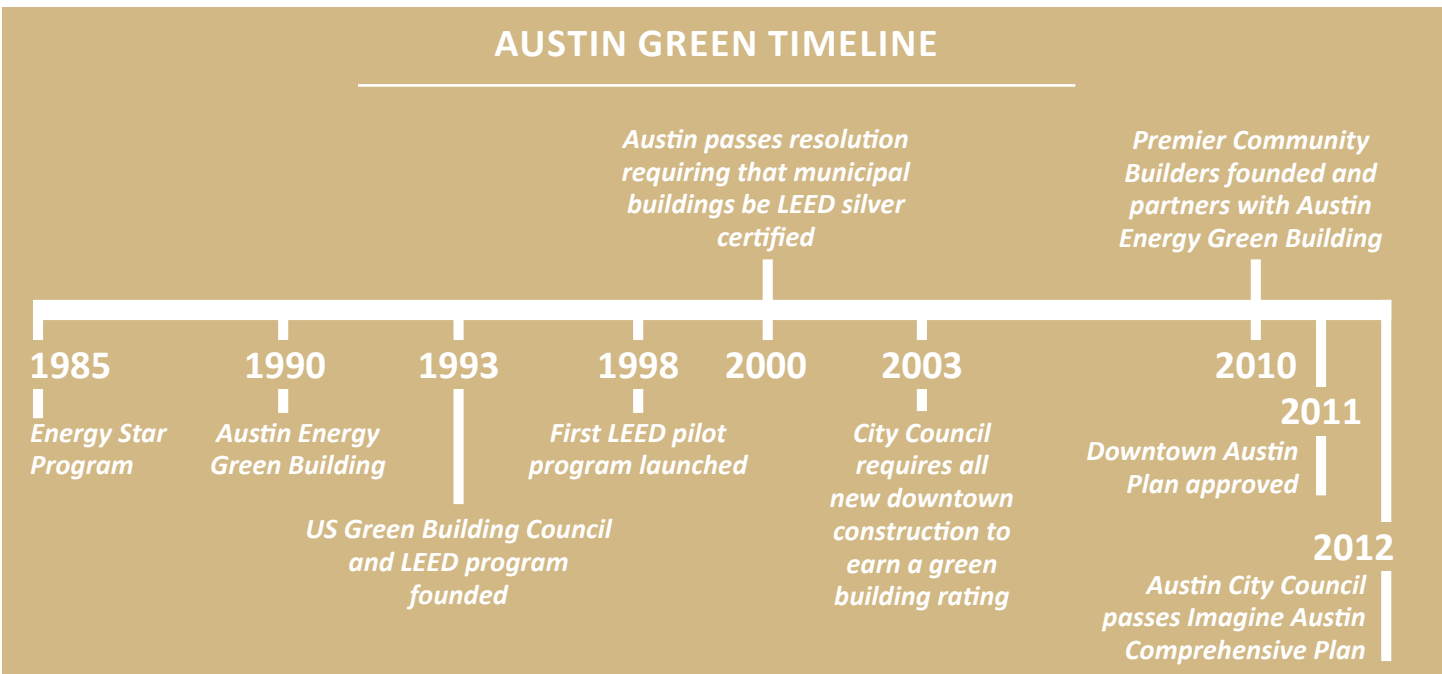 AUSTIN GREEN TIMELINE
Austin passes resolution
requiring that municipal
buildings be LEED silver
certified
Premier Community
Builders founded and
partners with Austin
Energy Green Building
1985
Energy Star
Program
1990
Austin Energy
Green Building
1993
US Green Building Council
and LEED program
founded
1998
First LEED pilot
program launched
2000
2003
City Council
requires all
new downtown
construction to
earn a green
building rating
2010
2011
Downtown Austin
Plan approved
2012
Austin City Council
passes Imagine Austin
Comprehensive Plan